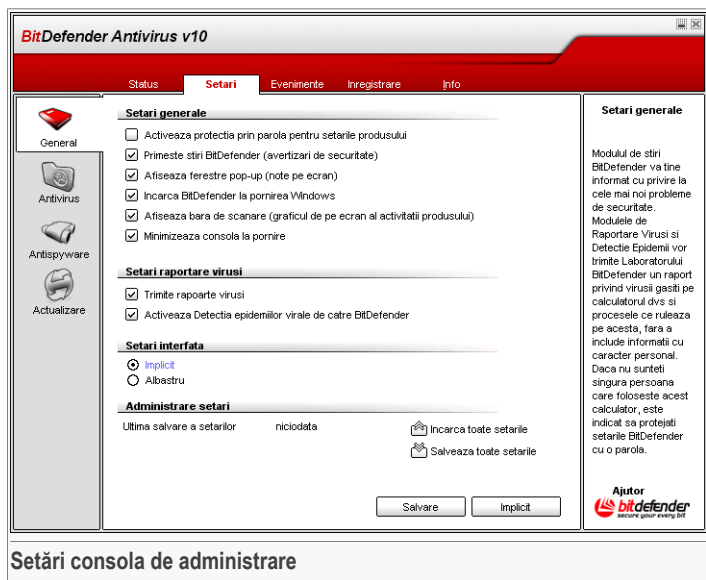 BitDefender Antivirus v10
Status
Setari
Evenimente
Inregistrare
Info
General
Antivirus
Antispyware
Actualizare
Setari generale
Activeaza protectia prin parola pentru setarile produsului
Primeste stiri BitDefender (avertizari de securitate)
Afiseaza ferestre pop-up (note pe ecran)
Incarca BitDefender la pornirea Windows
Afiseaza bara de scanare (graficul de pe ecran al activitatii produsului)
Minimizeaza consola la pornire
Setari raportare virusi
Trimite rapoarte virusi
Activeaza Detectia epidemiilor virale de catre BitDefender
Setari interfata
Implicit
Albastru
Administrare setari
Ultima salvare a setarilor niciodata
Incarca toate setarile
Salveaza toate setarile
Salvare
Implicit
Setari generale
Modulul de stiri
BitDefender va tine
informat cu privire la
cele mai noi probleme
de securitate.
Modulele de
Raportare Virusi si
Detectie Epidemii vor
trimite Laboratorului
BitDefender un raport
privind virusii gasiti pe
calculatorul dvs si
procesele ce ruleaza
pe acesta, fara a
include informatii cu
caracter personal.
Daca nu sunteti
singura persoana
care foloseste acest
calculator, este
indicat sa protejati
setarile BitDefender
cu o parola.
Ajutor
bitdefender
secure your every bit
Setări consola de administrare